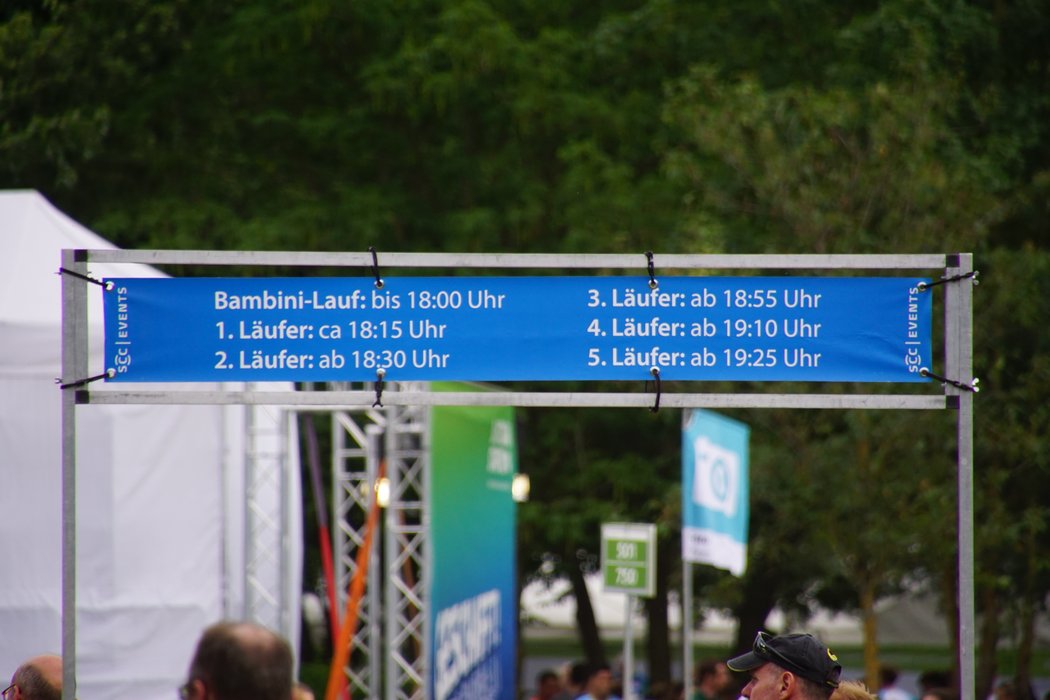 SCC | EVENTS
Bambini-Lauf: bis 18:00 Uhr
1. Läufer: ca 18:15 Uhr
2. Läufer: ab 18:30 Uhr
3. Läufer: ab 18:55 Uhr
4. Läufer: ab 19:10 Uhr
5. Läufer: ab 19:25 Uhr
SCC | EVENTS
501
750
GESCHAFFT!